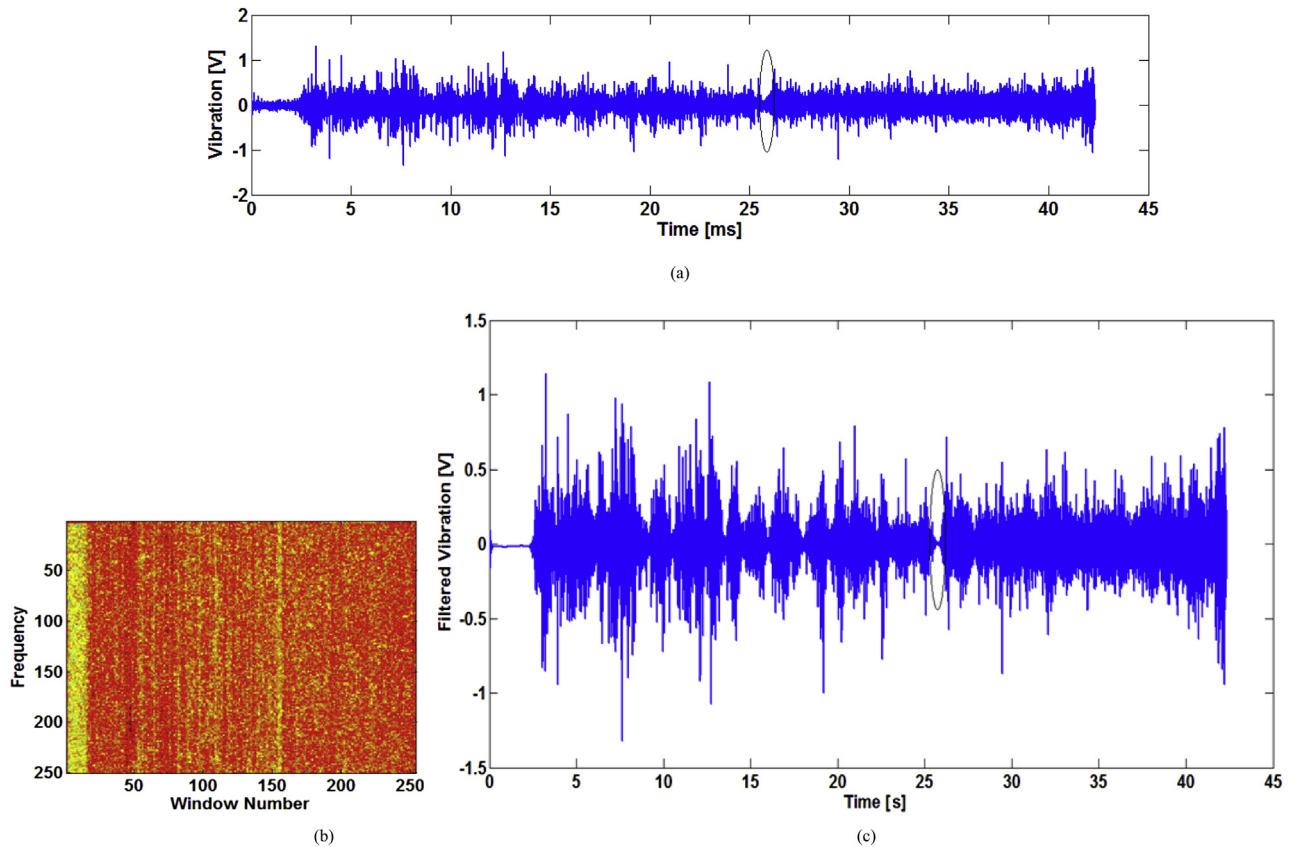 2
1
0
-1
-2
Vibration [V]
0 5 10 15 20 25 30 35 40 45
Time [ms]
(a)
50
100
150
200
250
Frequency
50 100 150 200 250
Window Number
(b)
1.5
1
0.5
0
-0.5
-1
-1.5
Filtered Vibration [V]
0 5 10 15 20 25 30 35 40 45
Time [s]
(c)